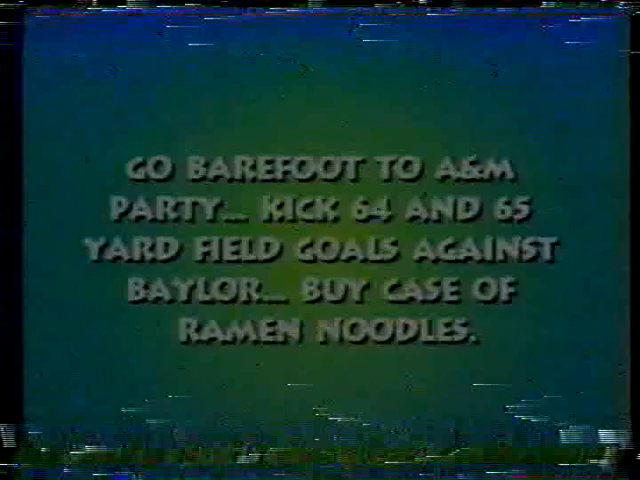 GO BAREFOOT TO A&M
PARTY... KICK 64 AND 65
YARD FIELD GOALS AGAINST
BAYLOR... BUY CASE OF
RAMEN NOODLES.